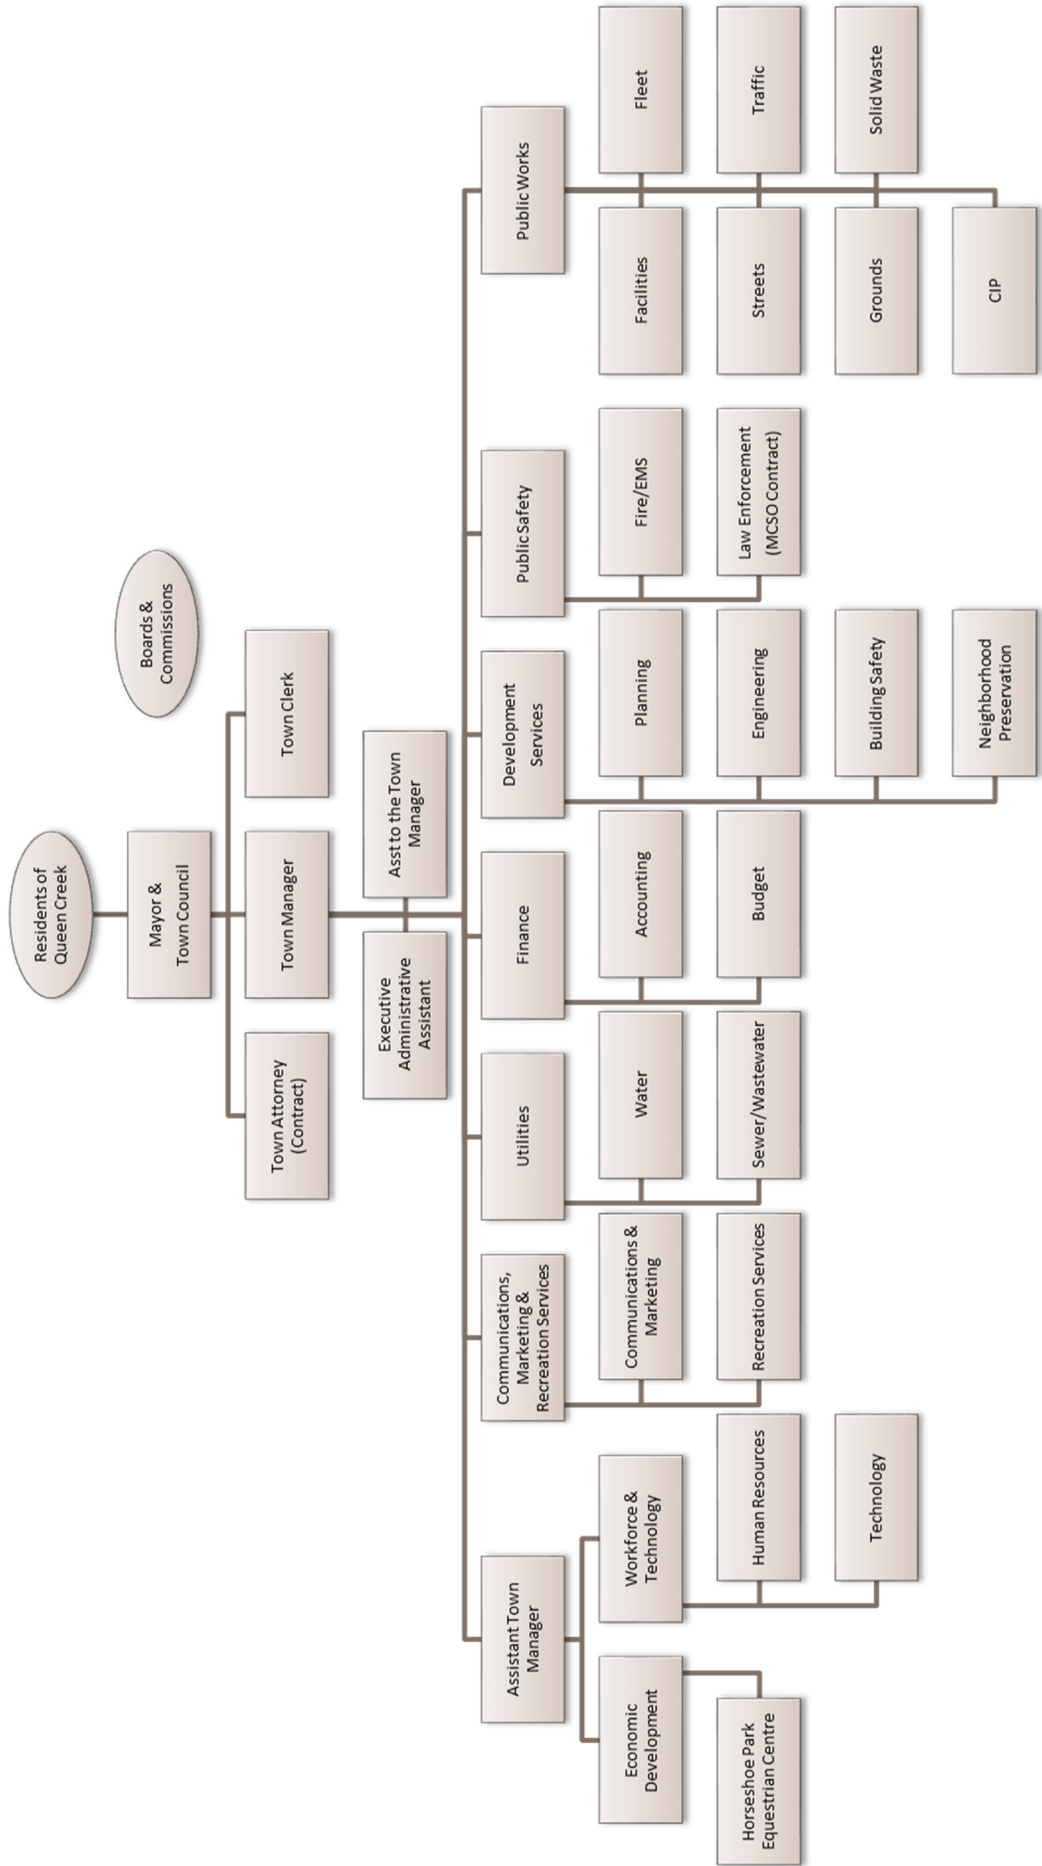 Residents of
Queen Creek
Boards &
Commissions
Mayor &
Town Council
Town Attorney
(Contract)
Town Manager
Town Clerk
Executive
Administrative
Assistant
Asst to the Town
Manager
Assistant Town
Manager
Communications,
Marketing &
Recreation Services
Utilities
Finance
Development
Services
Public Safety
Public Works
Economic
Development
Workforce &
Technology
Communications &
Marketing
Water
Accounting
Planning
Fire/EMS
Facilities
Fleet
Horseshoe Park
Equestrian Centre
Human Resources
Recreation Services
Sewer/Wastewater
Budget
Engineering
Law Enforcement
(MCSO Contract)
Streets
Traffic
Technology
Building Safety
Grounds
Solid Waste
Neighborhood
Preservation
CIP